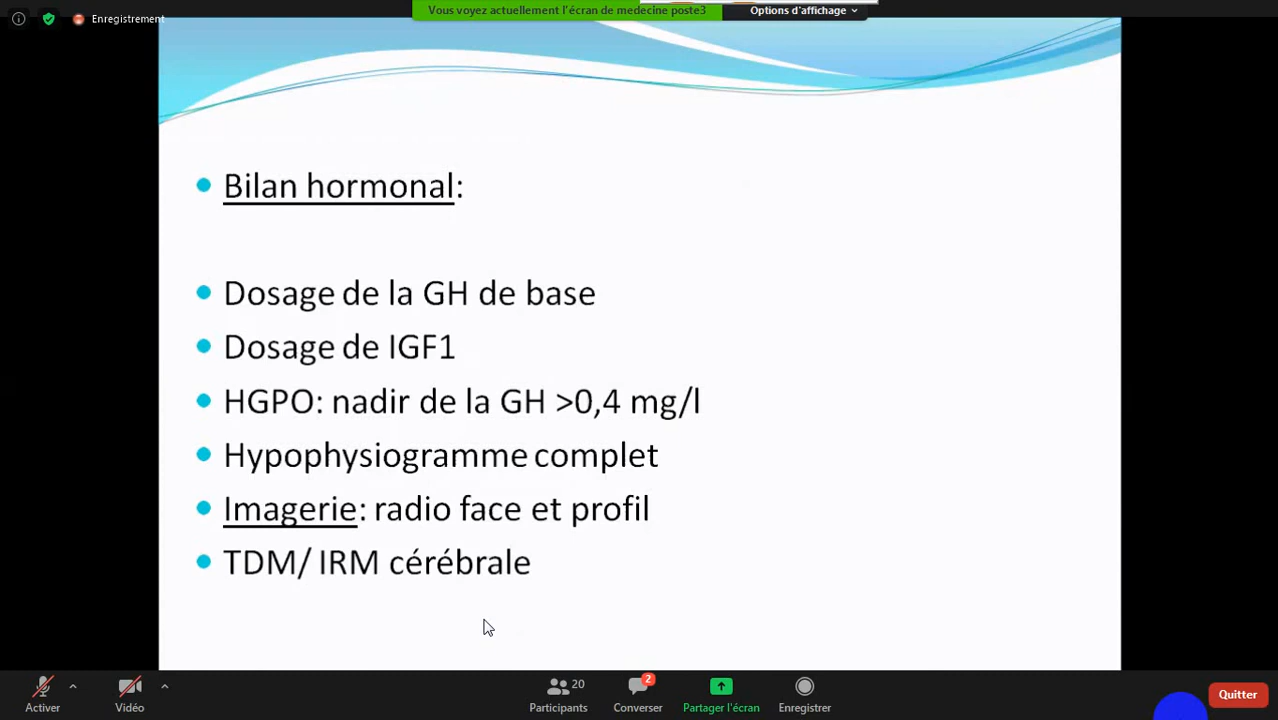 Enregistrement
Vous voyez actuellement l'écran de medecine poste3
Options d'affichage
Bilan hormonal:
Dosage de la GH de base
Dosage de IGF1
HGPO: nadir de la GH >0,4 mg/l
Hypophysiogramme complet
Imagerie: radio face et profil
TDM/ IRM cérébrale
Activer
Vidéo
20
Participants
2
Converser
Partager l'écran
Enregistrer
Quitter